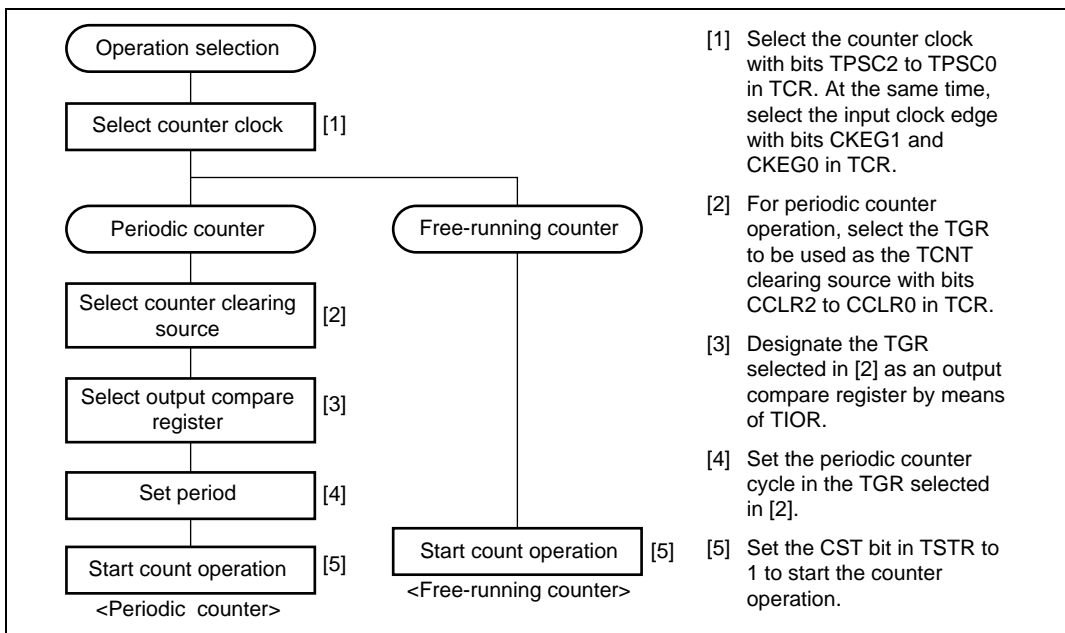 Operation selection
Select counter clock
[1]
Periodic counter
Free-running counter
Select counter clearing
source
[2]
Select output compare
register
[3]
Set period
[4]
Start count operation
[5]
<Periodic counter>
Start count operation
[5]
<Free-running counter>
[1] Select the counter clock
with bits TPSC2 to TPSC0
in TCR. At the same time,
select the input clock edge
with bits CKEG1 and
CKEG0 in TCR.
[2] For periodic counter
operation, select the TGR
to be used as the TCNT
clearing source with bits
CCLR2 to CCLR0 in TCR.
[3] Designate the TGR
selected in [2] as an output
compare register by means
of TIOR.
[4] Set the periodic counter
cycle in the TGR selected
in [2].
[5] Set the CST bit in TSTR to
1 to start the counter
operation.